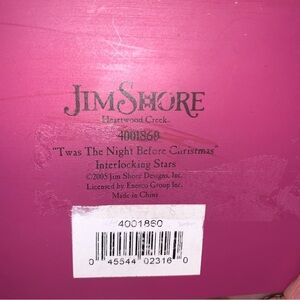 JIM SHORE
Heartwood Creek
4001860
"Twas The Night Before Christmas"
Interlocking Stars
©2005 Jim Shore Designs, Inc.
Licensed by Enesco Group Inc.
Made in China
4001860
0 45544 02316 0